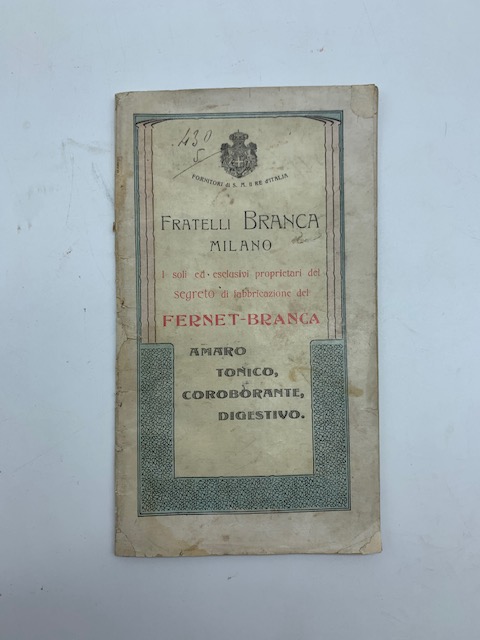 430
5
FORNITORI di S. M. il RE d'ITALIA
FRATELLI BRANCA
MILANO
I soli ed esclusivi proprietari del
segreto di fabbricazione del
FERNET-BRANCA
AMARO
TONICO,
COROBORANTE,
DIGESTIVO.